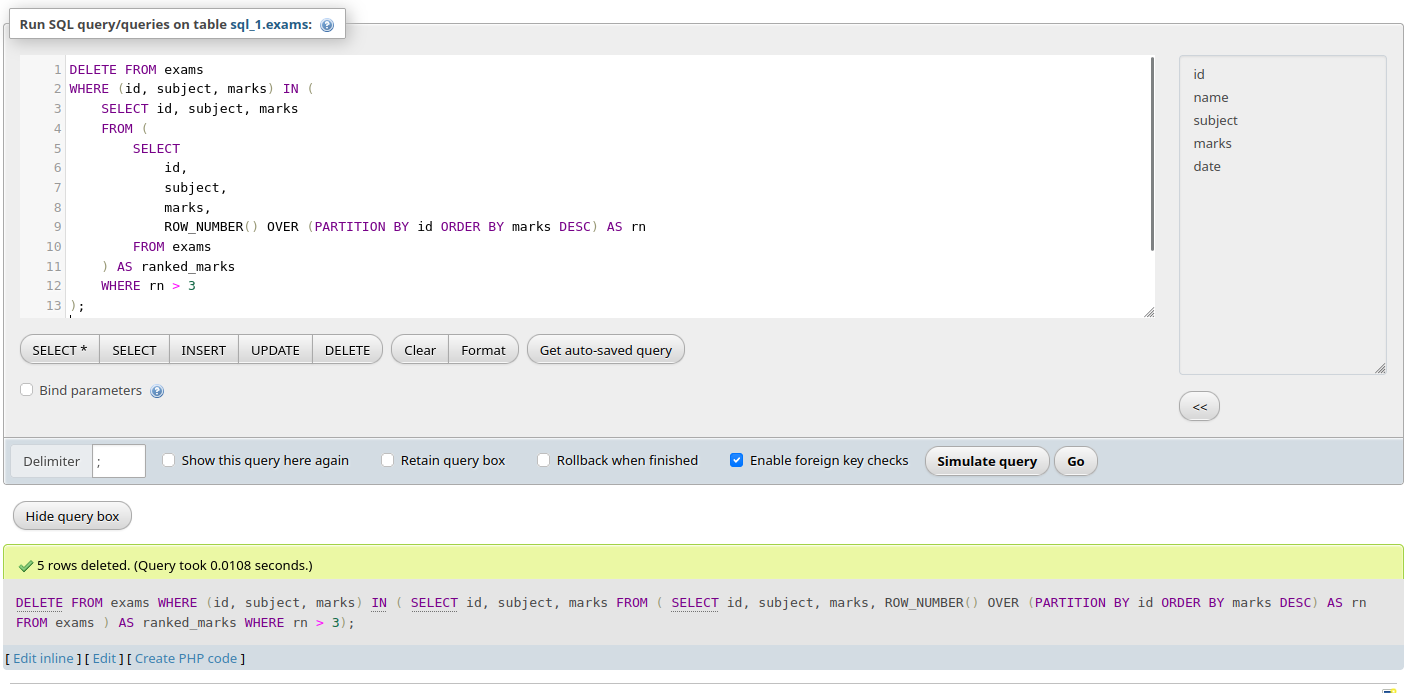 Run SQL query/queries on table sql_1.exams:
1 DELETE FROM exams
2 WHERE (id, subject, marks) IN (
3 SELECT id, subject, marks
4 FROM (
5 SELECT
6 id,
7 subject,
8 marks,
9 ROW_NUMBER() OVER (PARTITION BY id ORDER BY marks DESC) AS rn
10 FROM exams
11 ) AS ranked_marks
12 WHERE rn > 3
13 );
id
name
subject
marks
date
SELECT * SELECT INSERT UPDATE DELETE Clear Format Get auto-saved query
Bind parameters
<<
Delimiter ; Show this query here again Retain query box Rollback when finished Enable foreign key checks Simulate query Go
Hide query box
5 rows deleted. (Query took 0.0108 seconds.)
DELETE FROM exams WHERE (id, subject, marks) IN ( SELECT id, subject, marks FROM ( SELECT id, subject, marks, ROW_NUMBER() OVER (PARTITION BY id ORDER BY marks DESC) AS rn
FROM exams ) AS ranked_marks WHERE rn > 3);
[ Edit inline ] [ Edit ] [ Create PHP code ]